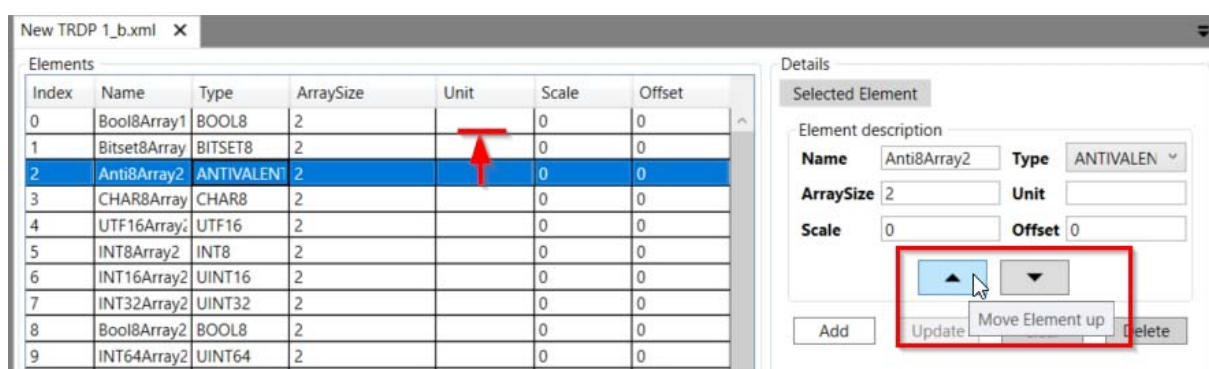 New TRDP 1_b.xml
Elements
Index Name Type ArraySize Unit Scale Offset
0 Bool8Array1 BOOL8 2 0 0
1 Bitset8Array BITSET8 2 0 0
2 Anti8Array2 ANTIVALENT 2 0 0
3 CHAR8Array CHAR8 2 0 0
4 UTF16Array2 UTF16 2 0 0
5 INT8Array2 INT8 2 0 0
6 INT16Array2 UINT16 2 0 0
7 INT32Array2 UINT32 2 0 0
8 Bool8Array2 BOOL8 2 0 0
9 INT64Array2 UINT64 2 0 0
Details
Selected Element
Element description
Name Anti8Array2 Type ANTIVALEN
ArraySize 2 Unit
Scale 0 Offset 0
Move Element up
Add Update Delete